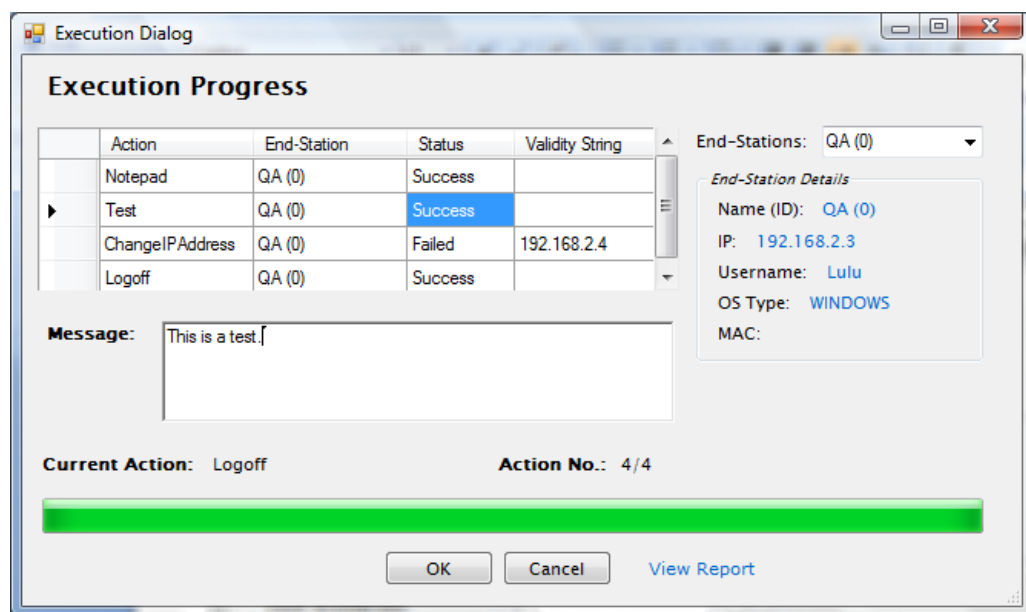 Execution Dialog
Execution Progress
Action End-Station Status Validity String
Notepad QA (0) Success
Test QA (0) Success
ChangeIPAddress QA (0) Failed 192.168.2.4
Logoff QA (0) Success
End-Stations: QA (0)
End-Station Details
Name (ID): QA (0)
IP: 192.168.2.3
Username: Lulu
OS Type: WINDOWS
MAC:
Message: This is a test.
Current Action: Logoff Action No.: 4/4
OK Cancel View Report